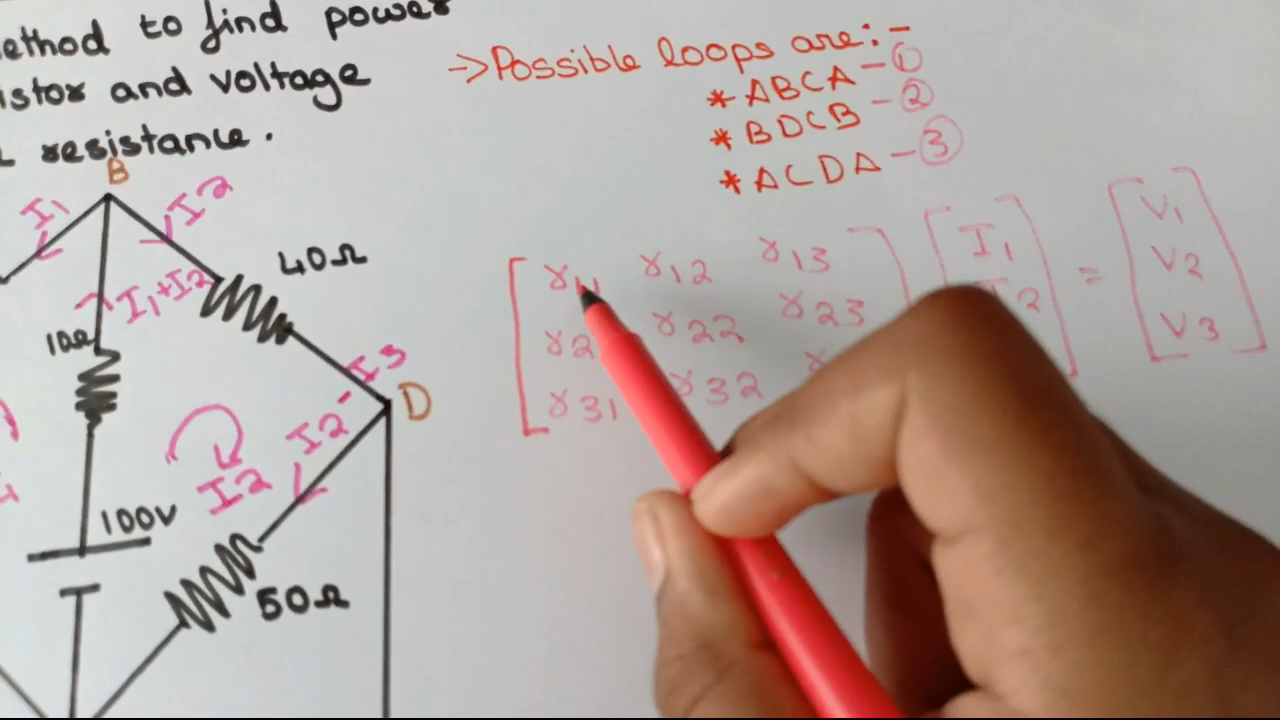 ethod to find power
istor and voltage
resistance.
→Possible loops are:-
* ABCA - ①
* BDCB - ②
* ACDA - ③
B
I1
I2
40Ω
I1+I2
10Ω
I2 - I3
D
I2
100V
50Ω
r11 r12 r13
r2 r22 r23
r31 r32
I1
2
=
V1
V2
V3